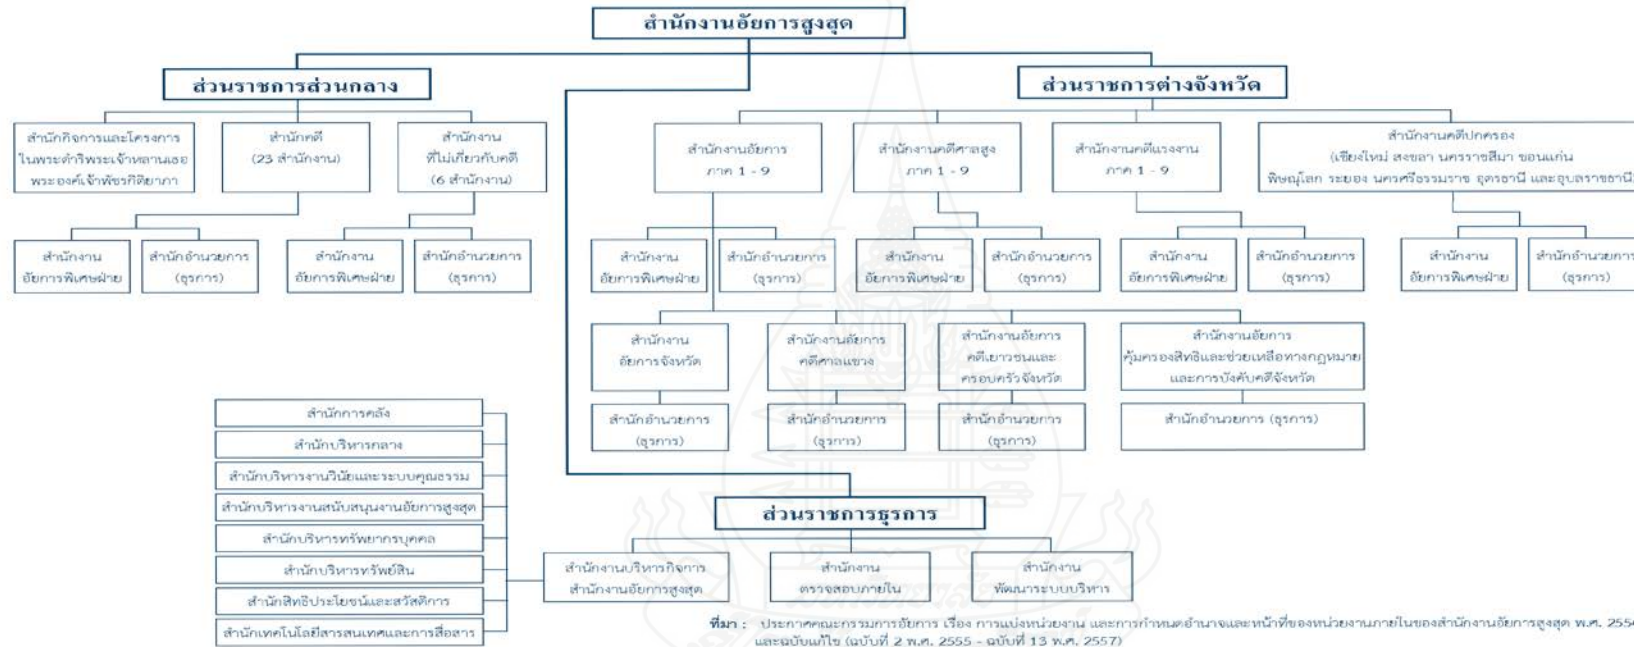 สำนักงานอัยการสูงสุด
ส่วนราชการส่วนกลาง
ส่วนราชการต่างจังหวัด
สำนักกิจการและโครงการ
ในพระดำริพระเจ้าหลานเธอ
พระองค์เจ้าพัชรกิติยาภา
สำนักคดี
(23 สำนักงาน)
สำนักงาน
ที่ไม่เกี่ยวกับคดี
(6 สำนักงาน)
สำนักงานอัยการ
ภาค 1 - 9
สำนักงานคดีศาลสูง
ภาค 1 - 9
สำนักงานคดีแรงงาน
ภาค 1 - 9
สำนักงานคดีปกครอง
(เชียงใหม่ สงขลา นครราชสีมา ขอนแก่น
พิษณุโลก ระยอง นครศรีธรรมราช อุดรธานี และอุบลราชธานี)
สำนักงาน
อัยการพิเศษฝ่าย
สำนักอำนวยการ
(ธุรการ)
สำนักงาน
อัยการพิเศษฝ่าย
สำนักอำนวยการ
(ธุรการ)
สำนักงาน
อัยการพิเศษฝ่าย
สำนักอำนวยการ
(ธุรการ)
สำนักงาน
อัยการพิเศษฝ่าย
สำนักอำนวยการ
(ธุรการ)
สำนักงาน
อัยการพิเศษฝ่าย
สำนักอำนวยการ
(ธุรการ)
สำนักงาน
อัยการพิเศษฝ่าย
สำนักอำนวยการ
(ธุรการ)
สำนักงาน
อัยการจังหวัด
สำนักงานอัยการ
คดีศาลแขวง
สำนักงานอัยการ
คดีเยาวชนและ
ครอบครัวจังหวัด
สำนักงานอัยการ
คุ้มครองสิทธิและช่วยเหลือทางกฎหมาย
และการบังคับคดีจังหวัด
สำนักอำนวยการ
(ธุรการ)
สำนักอำนวยการ
(ธุรการ)
สำนักอำนวยการ
(ธุรการ)
สำนักอำนวยการ (ธุรการ)
สำนักการคลัง
สำนักบริหารกลาง
สำนักบริหารงานวินัยและระบบคุณธรรม
สำนักบริหารงานสนับสนุนงานอัยการสูงสุด
สำนักบริหารทรัพยากรบุคคล
สำนักบริหารทรัพย์สิน
สำนักสิทธิประโยชน์และสวัสดิการ
สำนักเทคโนโลยีสารสนเทศและการสื่อสาร
ส่วนราชการธุรการ
สำนักงานบริหารกิจการ
สำนักงานอัยการสูงสุด
สำนักงาน
ตรวจสอบภายใน
สำนักงาน
พัฒนาระบบบริหาร
ที่มา : ประกาศคณะกรรมการอัยการ เรื่อง การแบ่งหน่วยงาน และการกำหนดอำนาจและหน้าที่ของหน่วยงานภายในของสำนักงานอัยการสูงสุด พ.ศ. 2554
และฉบับแก้ไข (ฉบับที่ 2 พ.ศ. 2555 - ฉบับที่ 13 พ.ศ. 2557)